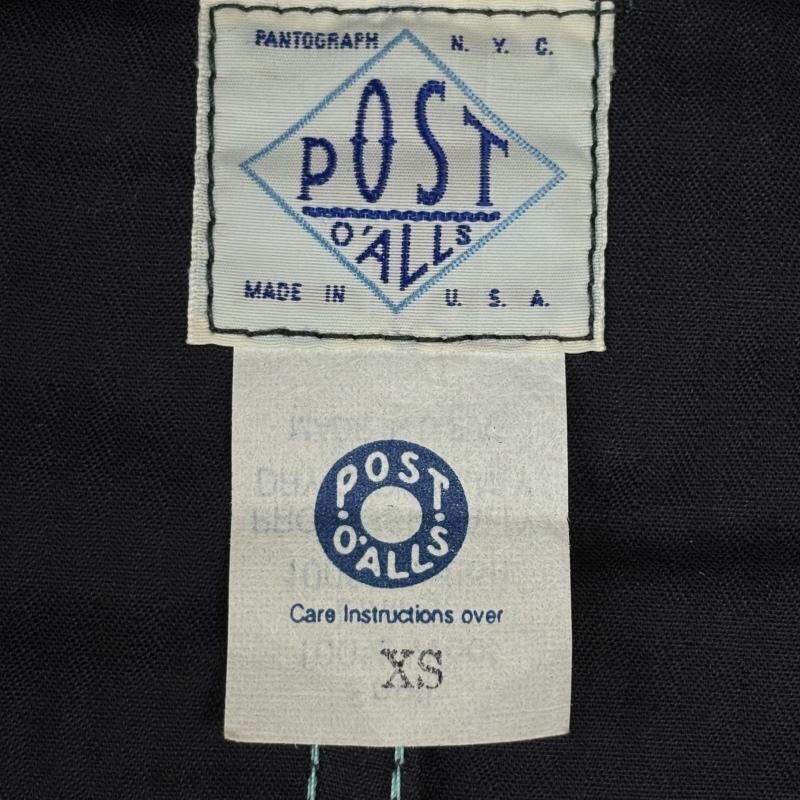 PANTOGRAPH N. Y. C.
POST
O'ALLS
MADE IN U. S. A.
POST
O'ALLS
Care Instructions over
XS